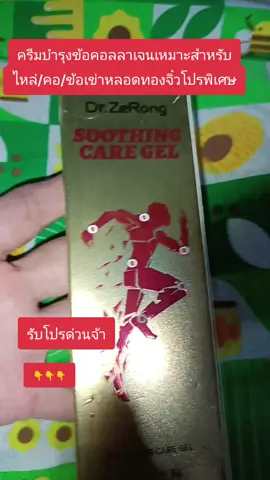 ครีมบำรุงข้อคอลลาเจนเหมาะสำหรับ
ไหล่/คอ/ข้อเข่าหลอดทองจิ๋วโปรพิเศษ
Dr.ZeRong
SOOTHING
CARE GEL
รับโปรด่วนจ้า
👇👇👇
CARE GEL